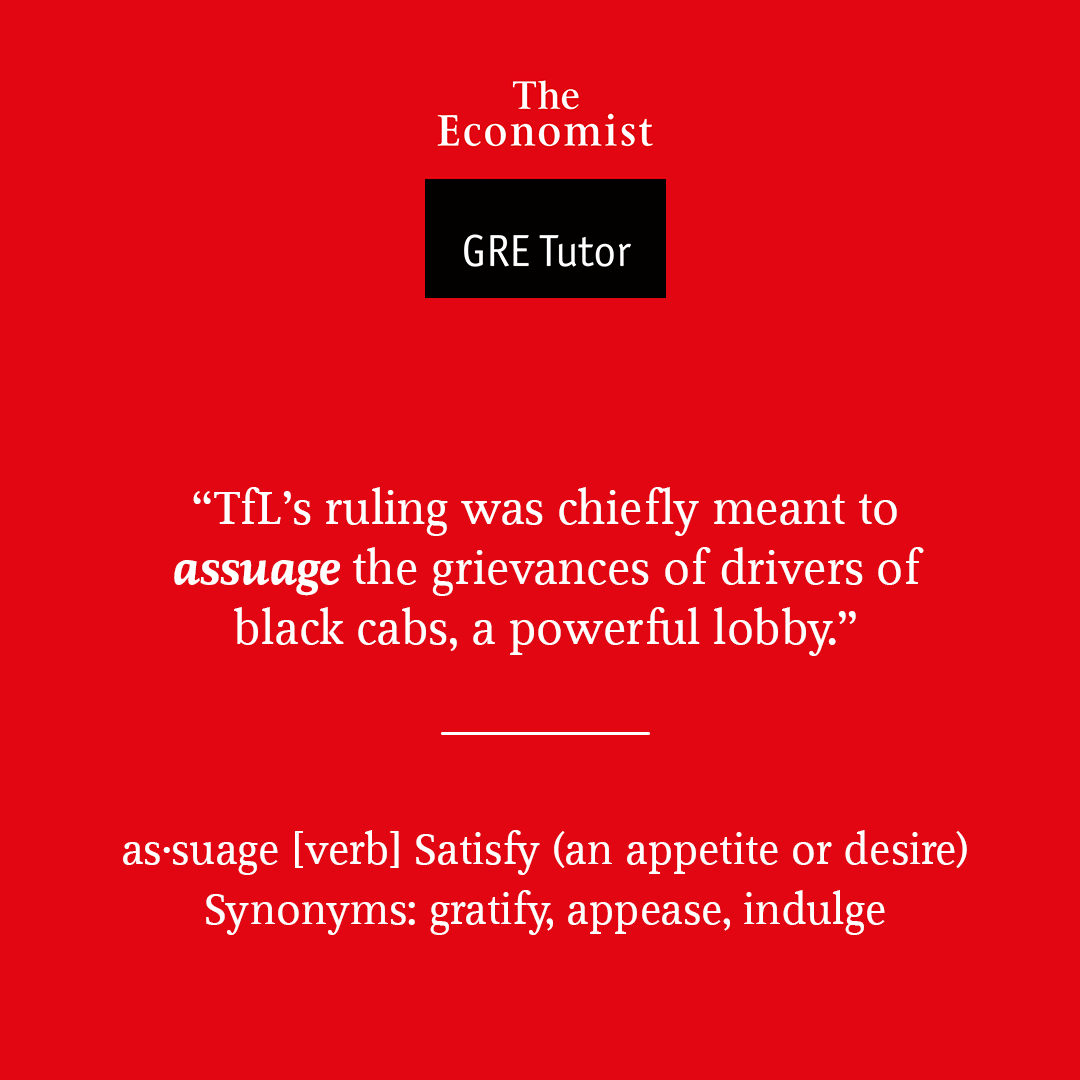 The
Economist
GRE Tutor
“TfL’s ruling was chiefly meant to
assuage the grievances of drivers of
black cabs, a powerful lobby.”
as·suage [verb] Satisfy (an appetite or desire)
Synonyms: gratify, appease, indulge